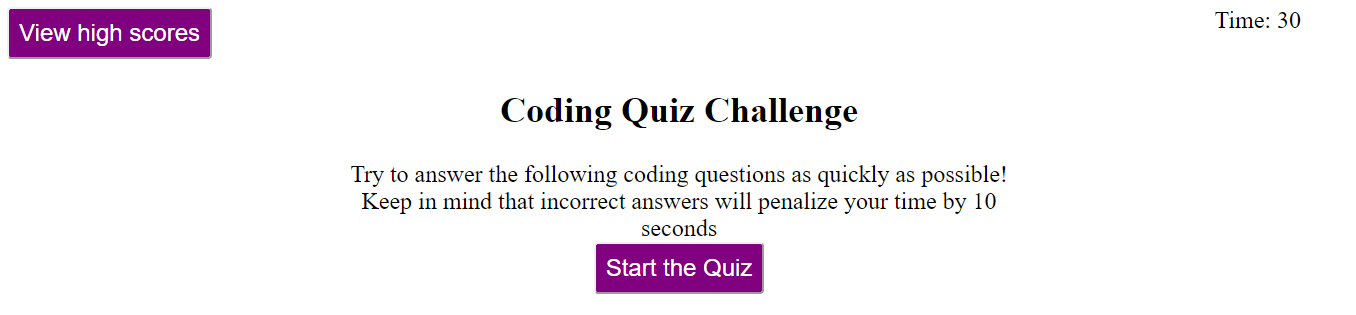 View high scores
Time: 30
Coding Quiz Challenge
Try to answer the following coding questions as quickly as possible!
Keep in mind that incorrect answers will penalize your time by 10
seconds
Start the Quiz